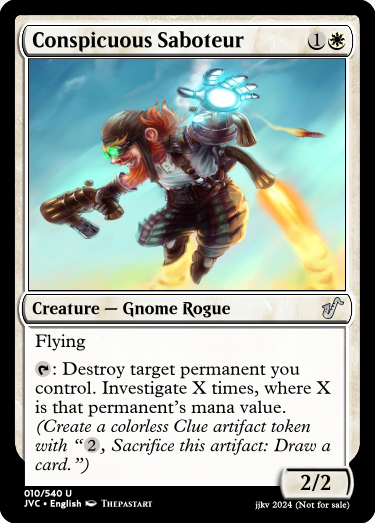 Conspicuous Saboteur 1
Creature — Gnome Rogue
Flying
: Destroy target permanent you
control. Investigate X times, where X
is that permanent's mana value.
(Create a colorless Clue artifact token
with “2, Sacrifice this artifact: Draw a
card.”)
2/2
010/540 U
JVC • English THEPASTART
jjkv 2024 (Not for sale)